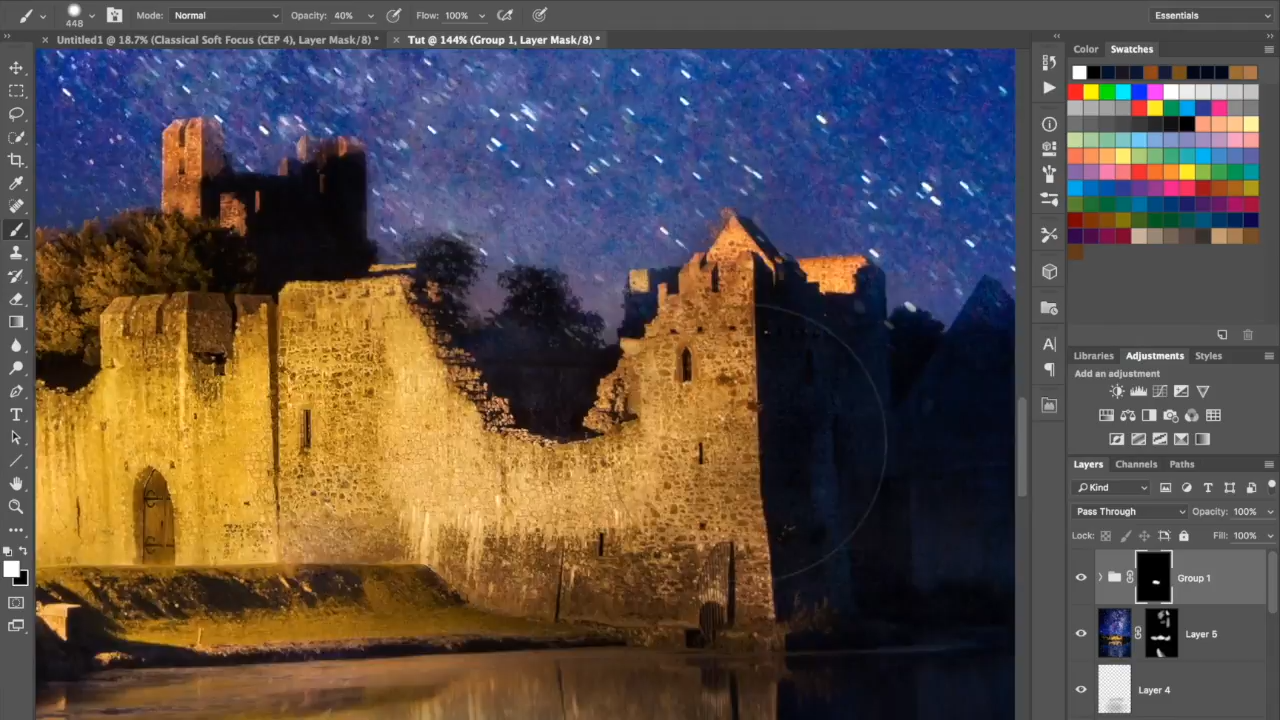 448
Mode: Normal
Opacity: 40%
Flow: 100%
Essentials
Untitled1 @ 18.7% (Classical Soft Focus (CEP 4), Layer Mask/8) *
Tut @ 144% (Group 1, Layer Mask/8) *
Color
Swatches
Libraries
Adjustments
Styles
Add an adjustment
Layers
Channels
Paths
Kind
Pass Through
Opacity: 100%
Lock:
Fill: 100%
Group 1
Layer 5
Layer 4